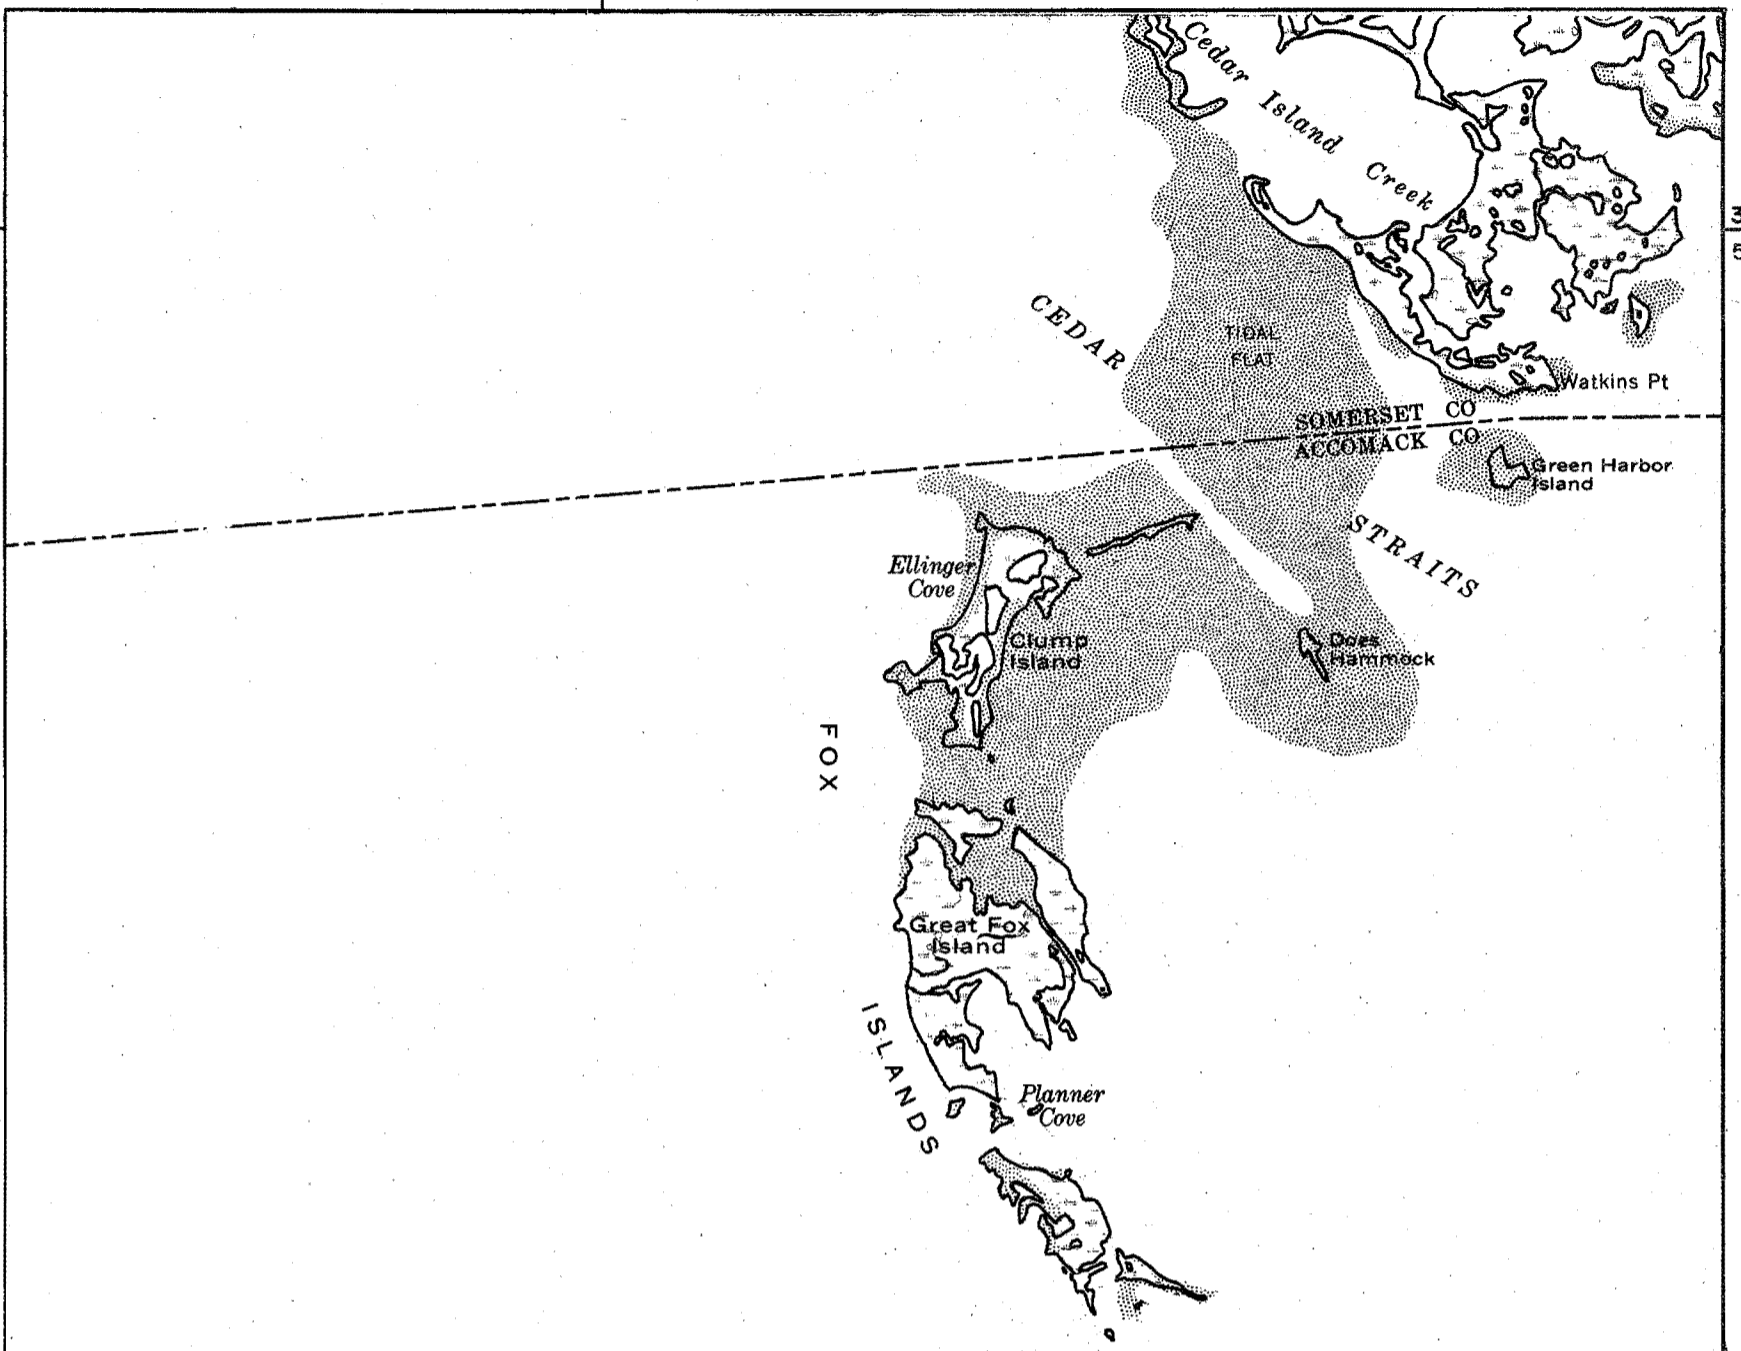 Cedar Island Creek
CEDAR
TIDAL
FLAT
Watkins Pt
SOMERSET CO
ACCOMACK CO
Green Harbor
Island
STRAITS
Ellinger
Cove
Clump
Island
Does
Hammock
FOX
Great Fox
Island
ISLANDS
Planner
Cove